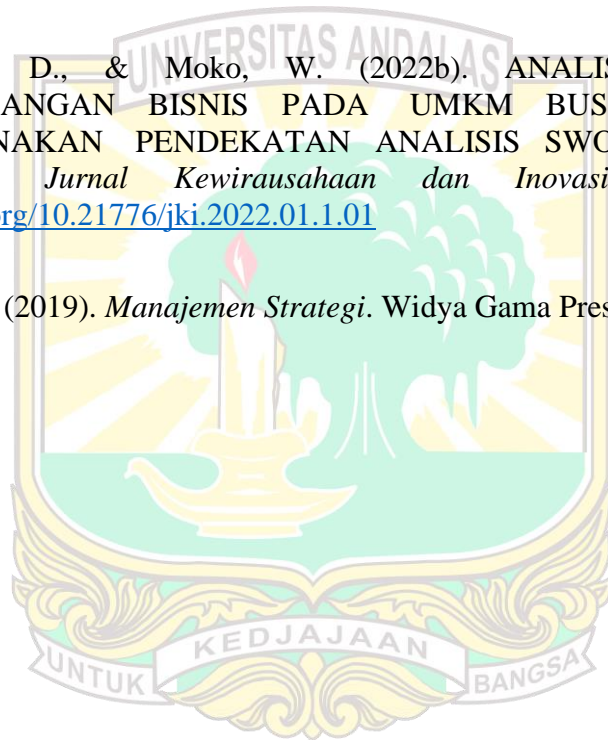 UNIVERSITAS ANDALAS
D., & Moko, W. (2022b). ANALIS
ANGAN BISNIS PADA UMKM BUS
NAKAN PENDEKATAN ANALISIS SWO
Jurnal Kewirausahaan dan Inovasi
rg/10.21776/jki.2022.01.1.01
(2019). Manajemen Strategi. Widya Gama Pres
UNTUK KEDJAJAAN BANGSA